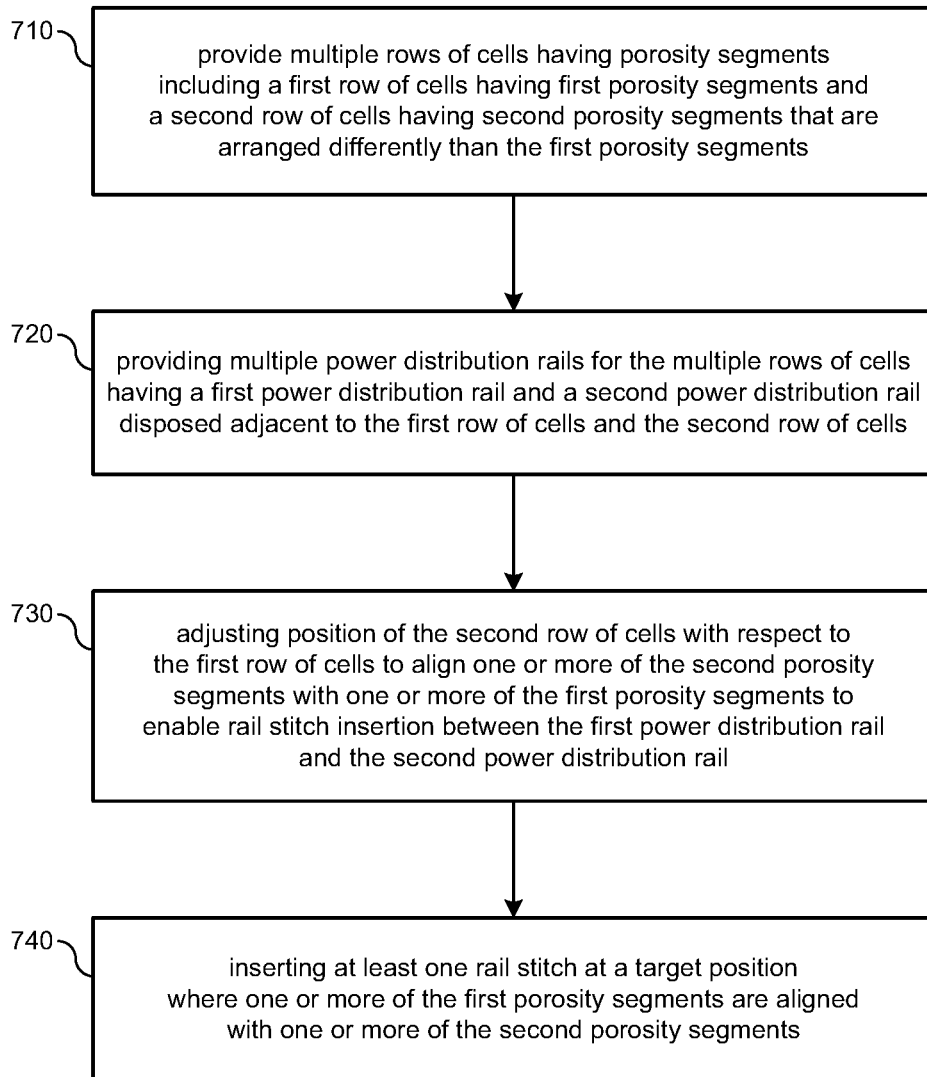 710
provide multiple rows of cells having porosity segments
including a first row of cells having first porosity segments and
a second row of cells having second porosity segments that are
arranged differently than the first porosity segments
720
providing multiple power distribution rails for the multiple rows of cells
having a first power distribution rail and a second power distribution rail
disposed adjacent to the first row of cells and the second row of cells
730
adjusting position of the second row of cells with respect to
the first row of cells to align one or more of the second porosity
segments with one or more of the first porosity segments to
enable rail stitch insertion between the first power distribution rail
and the second power distribution rail
740
inserting at least one rail stitch at a target position
where one or more of the first porosity segments are aligned
with one or more of the second porosity segments